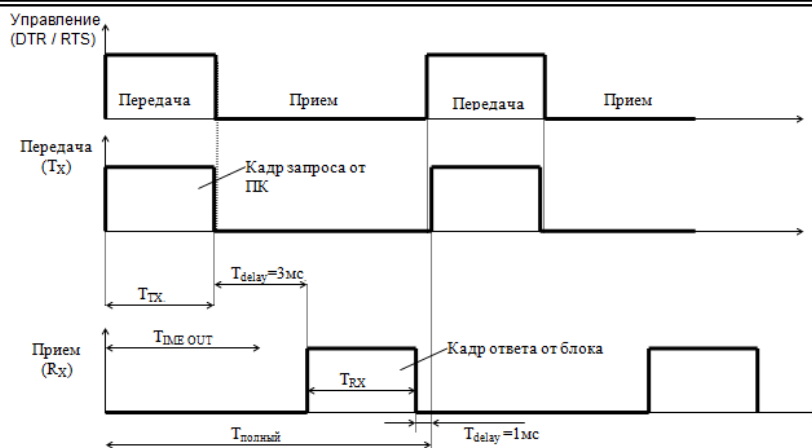 Управление
(DTR / RTS)
Передача
Прием
Передача
Прием
Передача
(TX)
Кадр запроса от
ПК
Tdelay=3мс
TTX.
TIME OUT
Прием
(RX)
Кадр ответа от блока
TRX
Tполный
Tdelay=1мс